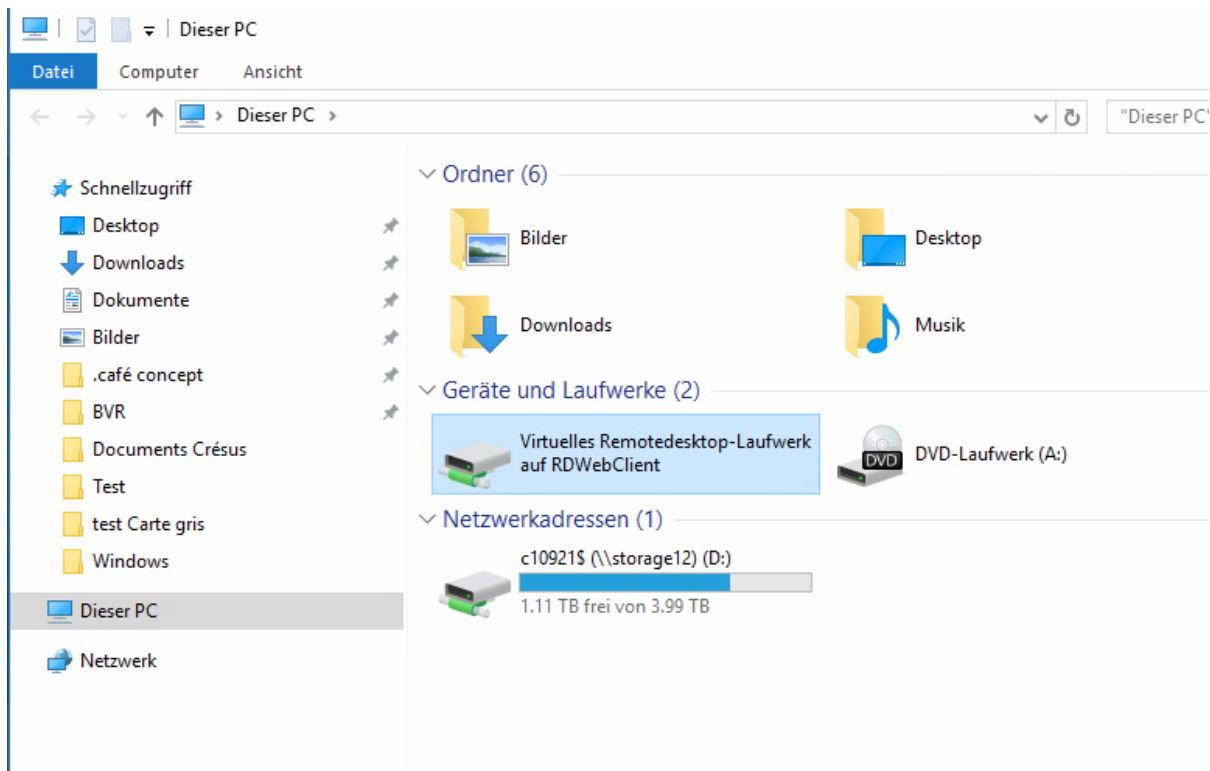 Dieser PC
Datei Computer Ansicht
Dieser PC
"Dieser PC"
Schnellzugriff
Desktop
Downloads
Dokumente
Bilder
.café concept
BVR
Documents Crésus
Test
test Carte gris
Windows
Dieser PC
Netzwerk
Ordner (6)
Bilder
Desktop
Downloads
Musik
Geräte und Laufwerke (2)
Virtuelles Remotedesktop-Laufwerk
auf RDWebClient
DVD
DVD-Laufwerk (A:)
Netzwerkadressen (1)
c10921$ (\\storage12) (D:)
1.11 TB frei von 3.99 TB